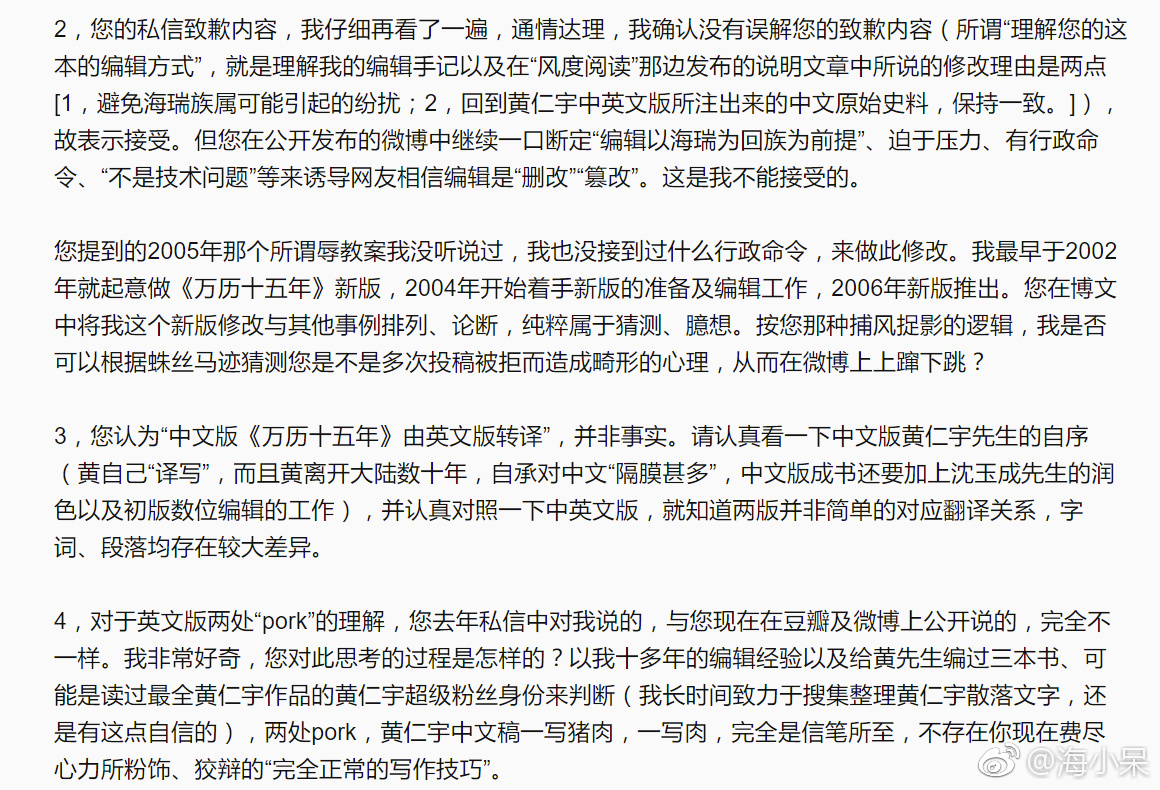 2，您的私信致歉内容，我仔细再看了一遍，通情达理，我确认没有误解您的致歉内容（所谓“理解您的这
本的编辑方式”，就是理解我的编辑手记以及在“风度阅读”那边发布的说明文章中所说的修改理由是两点
[1，避免海瑞族属可能引起的纷扰；2，回到黄仁宇中英文版所注出来的中文原始史料，保持一致。]），
故表示接受。但您在公开发布的微博中继续一口断定“编辑以海瑞为回族为前提”、迫于压力、有行政命
令、“不是技术问题”等来诱导网友相信编辑是“删改”“篡改”。这是我不能接受的。
您提到的2005年那个所谓辱教案我没听说过，我也没接到过什么行政命令，来做此修改。我最早于2002
年就起意做《万历十五年》新版，2004年开始着手新版的准备及编辑工作，2006年新版推出。您在博文
中将我这个新版修改与其他事例排列、论断，纯粹属于猜测、臆想。按您那种捕风捉影的逻辑，我是否
可以根据蛛丝马迹猜测您是不是多次投稿被拒而造成畸形的心理，从而在微博上上蹿下跳？
3，您认为“中文版《万历十五年》由英文版转译”，并非事实。请认真看一下中文版黄仁宇先生的自序
（黄自己“译写”，而且黄离开大陆数十年，自承对中文“隔膜甚多”，中文版成书还要加上沈玉成先生的润
色以及初版数位编辑的工作），并认真对照一下中英文版，就知道两版并非简单的对应翻译关系，字
词、段落均存在较大差异。
4，对于英文版两处“pork”的理解，您去年私信中对我说的，与您现在在豆瓣及微博上公开说的，完全不
一样。我非常好奇，您对此思考的过程是怎样的？以我十多年的编辑经验以及给黄先生编过三本书、可
能是读过最全黄仁宇作品的黄仁宇超级粉丝身份来判断（我长时间致力于搜集整理黄仁宇散落文字，还
是有这点自信的），两处pork，黄仁宇中文稿一写猪肉，一写肉，完全是信笔所至，不存在你现在费尽
心力所粉饰、狡辩的“完全正常的写作技巧”。
@海小呆